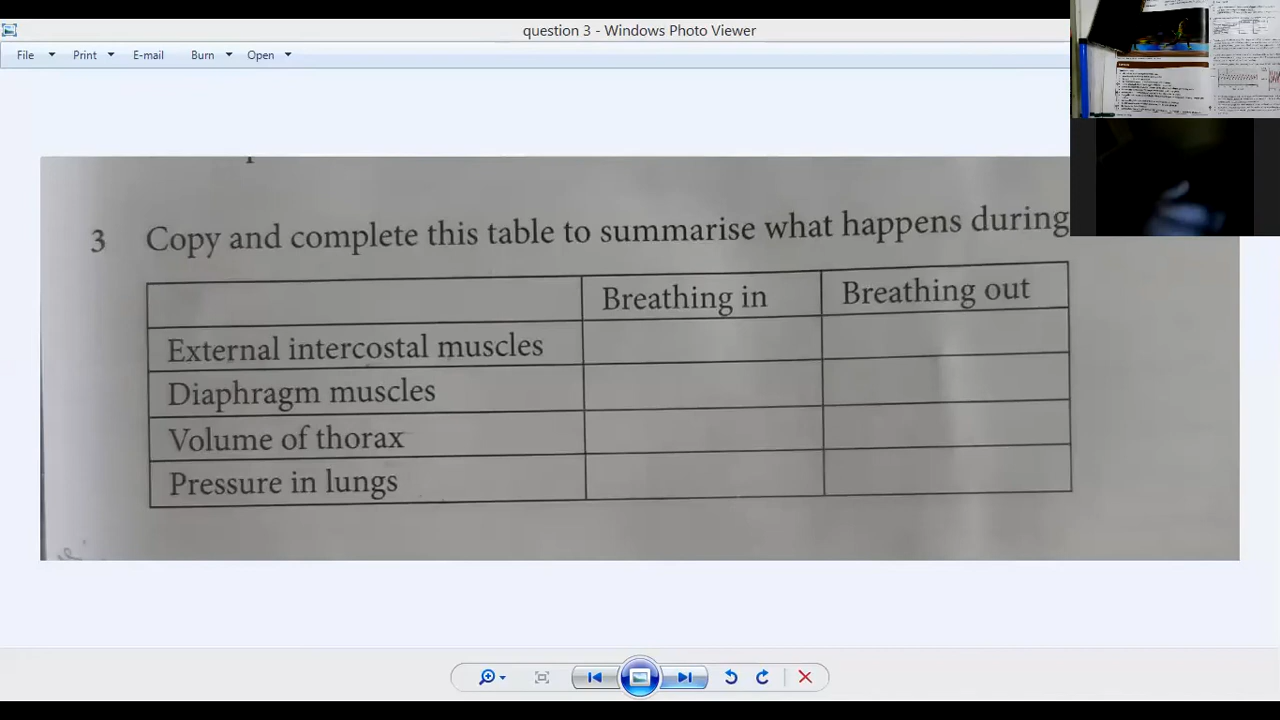 question 3 - Windows Photo Viewer
File Print E-mail Burn Open
3 Copy and complete this table to summarise what happens during
Breathing in Breathing out
External intercostal muscles
Diaphragm muscles
Volume of thorax
Pressure in lungs